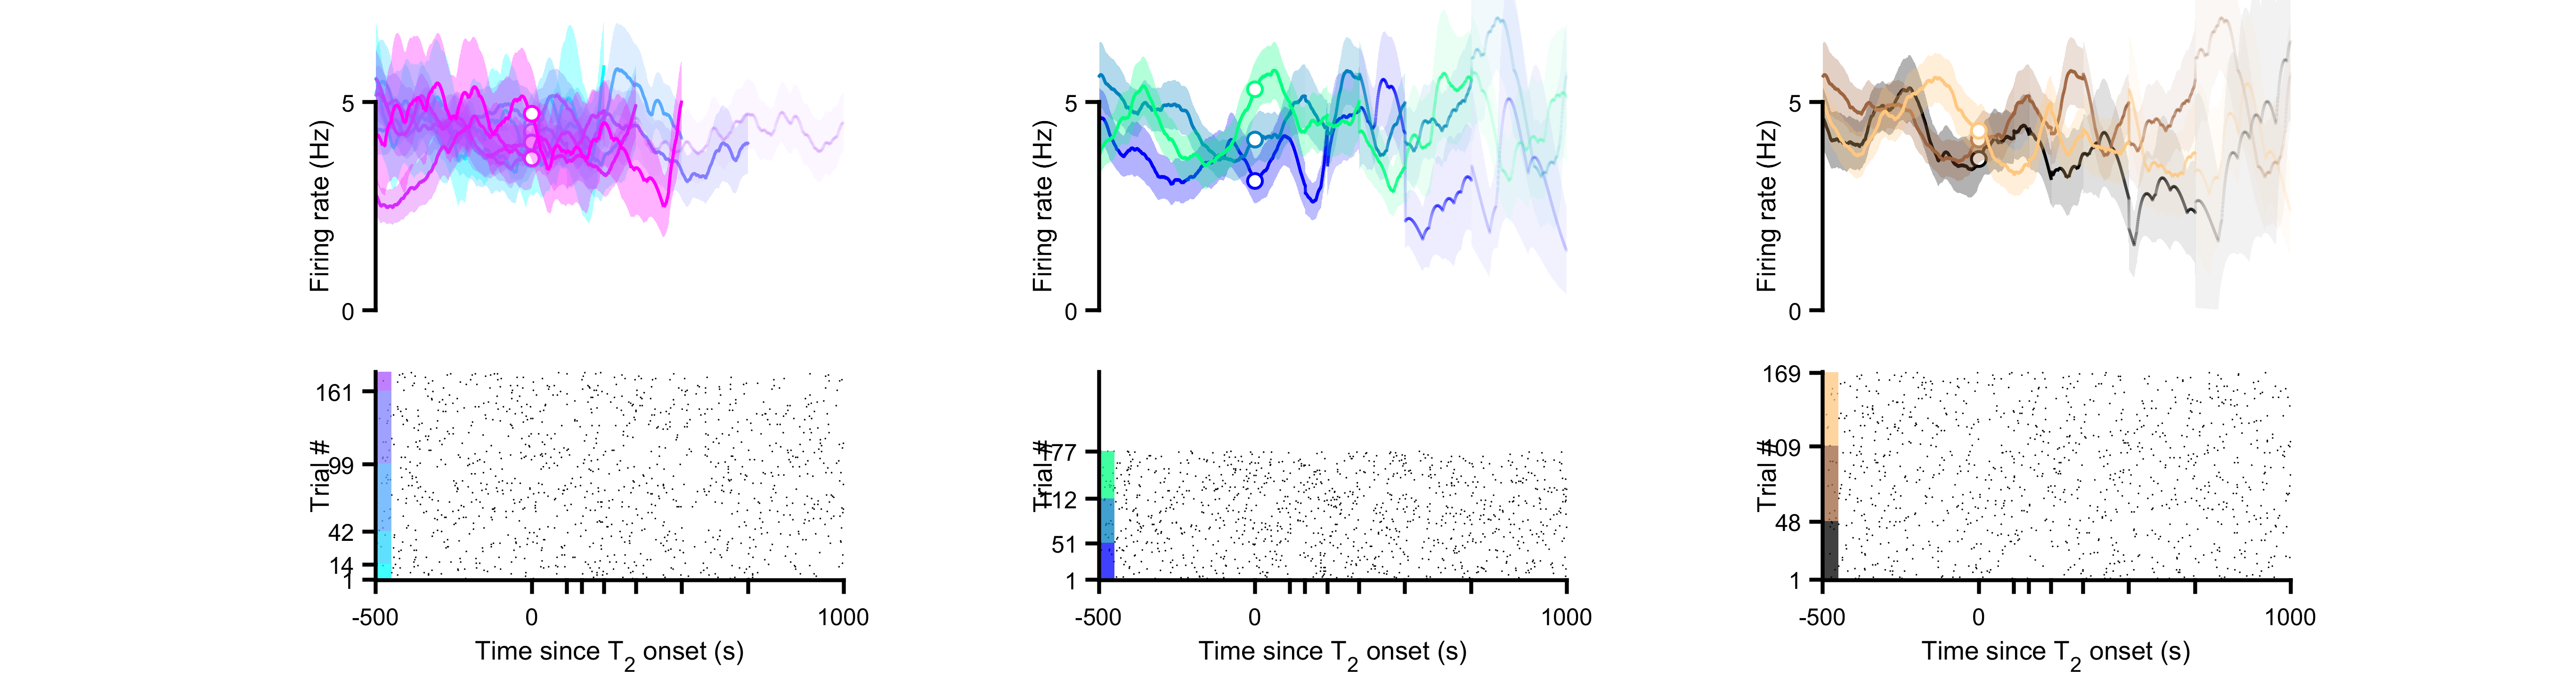 5
0
Firing rate (Hz)
161
99
42
14
1
Trial #
-500 0 1000
Time since T2 onset (s)
5
0
Firing rate (Hz)
177
112
51
1
Trial #
-500 0 1000
Time since T2 onset (s)
5
0
Firing rate (Hz)
169
109
48
1
Trial #
-500 0 1000
Time since T2 onset (s)